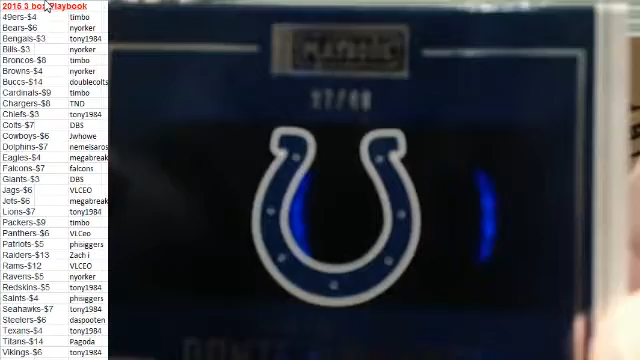 2015 3 box Playbook
49ers-$4 timbo
Bears-$6 nyorker
Bengals-$3 tony1984
Bills-$3 nyorker
Broncos-$8 timbo
Browns-$4 nyorker
Buccs-$14 doublecolts
Cardinals-$9 timbo
Chargers-$8 TND
Chiefs-$3 tony1984
Colts-$7 DBS
Cowboys-$6 Jwhowe
Dolphins-$7 nemelsaros
Eagles-$4 megabreak
Falcons-$7 falcons
Giants-$3 DBS
Jags-$6 VLCEO
Jets-$6 megabreak
Lions-$7 tony1984
Packers-$9 timbo
Panthers-$6 VLCeo
Patriots-$5 phisiggers
Raiders-$13 Zach i
Rams-$12 VLCEO
Ravens-$5 nyorker
Redskins-$5 tony1984
Saints-$4 phisiggers
Seahawks-$7 tony1984
Steelers-$6 daspooten
Texans-$4 tony1984
Titans-$14 Pagoda
Vikings-$6 tony1984
PLAYBOOK